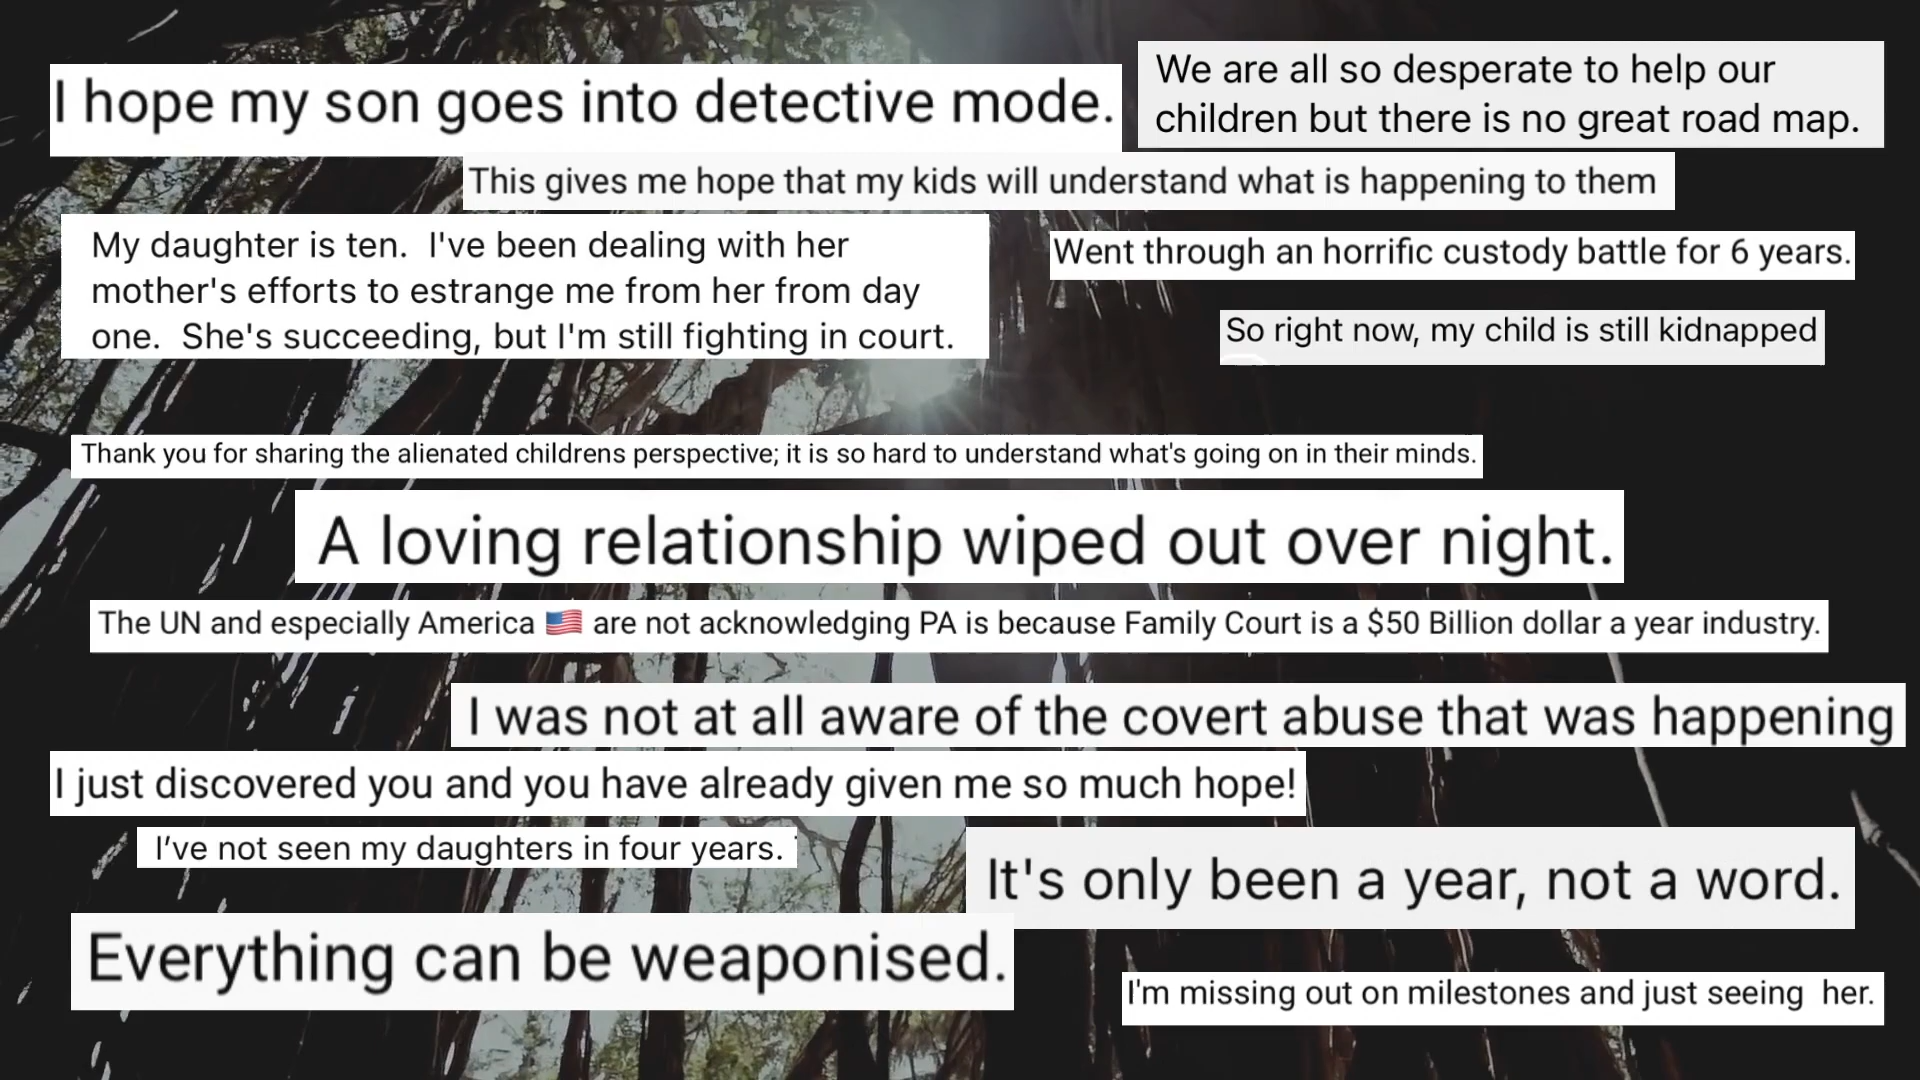 I hope my son goes into detective mode.
We are all so desperate to help our
children but there is no great road map.
This gives me hope that my kids will understand what is happening to them
My daughter is ten.  I've been dealing with her
mother's efforts to estrange me from her from day
one.  She's succeeding, but I'm still fighting in court.
Went through an horrific custody battle for 6 years.
So right now, my child is still kidnapped
Thank you for sharing the alienated childrens perspective; it is so hard to understand what's going on in their minds.
A loving relationship wiped out over night.
The UN and especially America 🇺🇸 are not acknowledging PA is because Family Court is a $50 Billion dollar a year industry.
I was not at all aware of the covert abuse that was happening
I just discovered you and you have already given me so much hope!
I’ve not seen my daughters in four years.
It's only been a year, not a word.
Everything can be weaponised.
I'm missing out on milestones and just seeing  her.